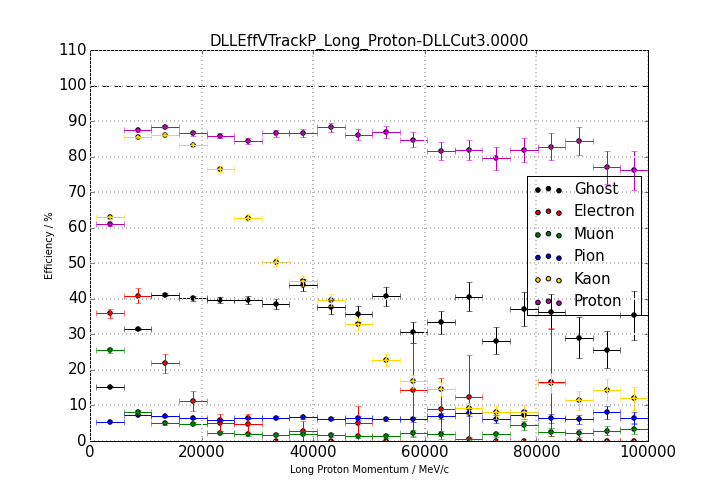 DLLEffVTrackP_Long_Proton-DLLCut3.0000
110
100
90
80
70
60
50
40
30
20
10
0
Efficiency / %
Ghost
Electron
Muon
Pion
Kaon
Proton
0 20000 40000 60000 80000 100000
Long Proton Momentum / MeV/c